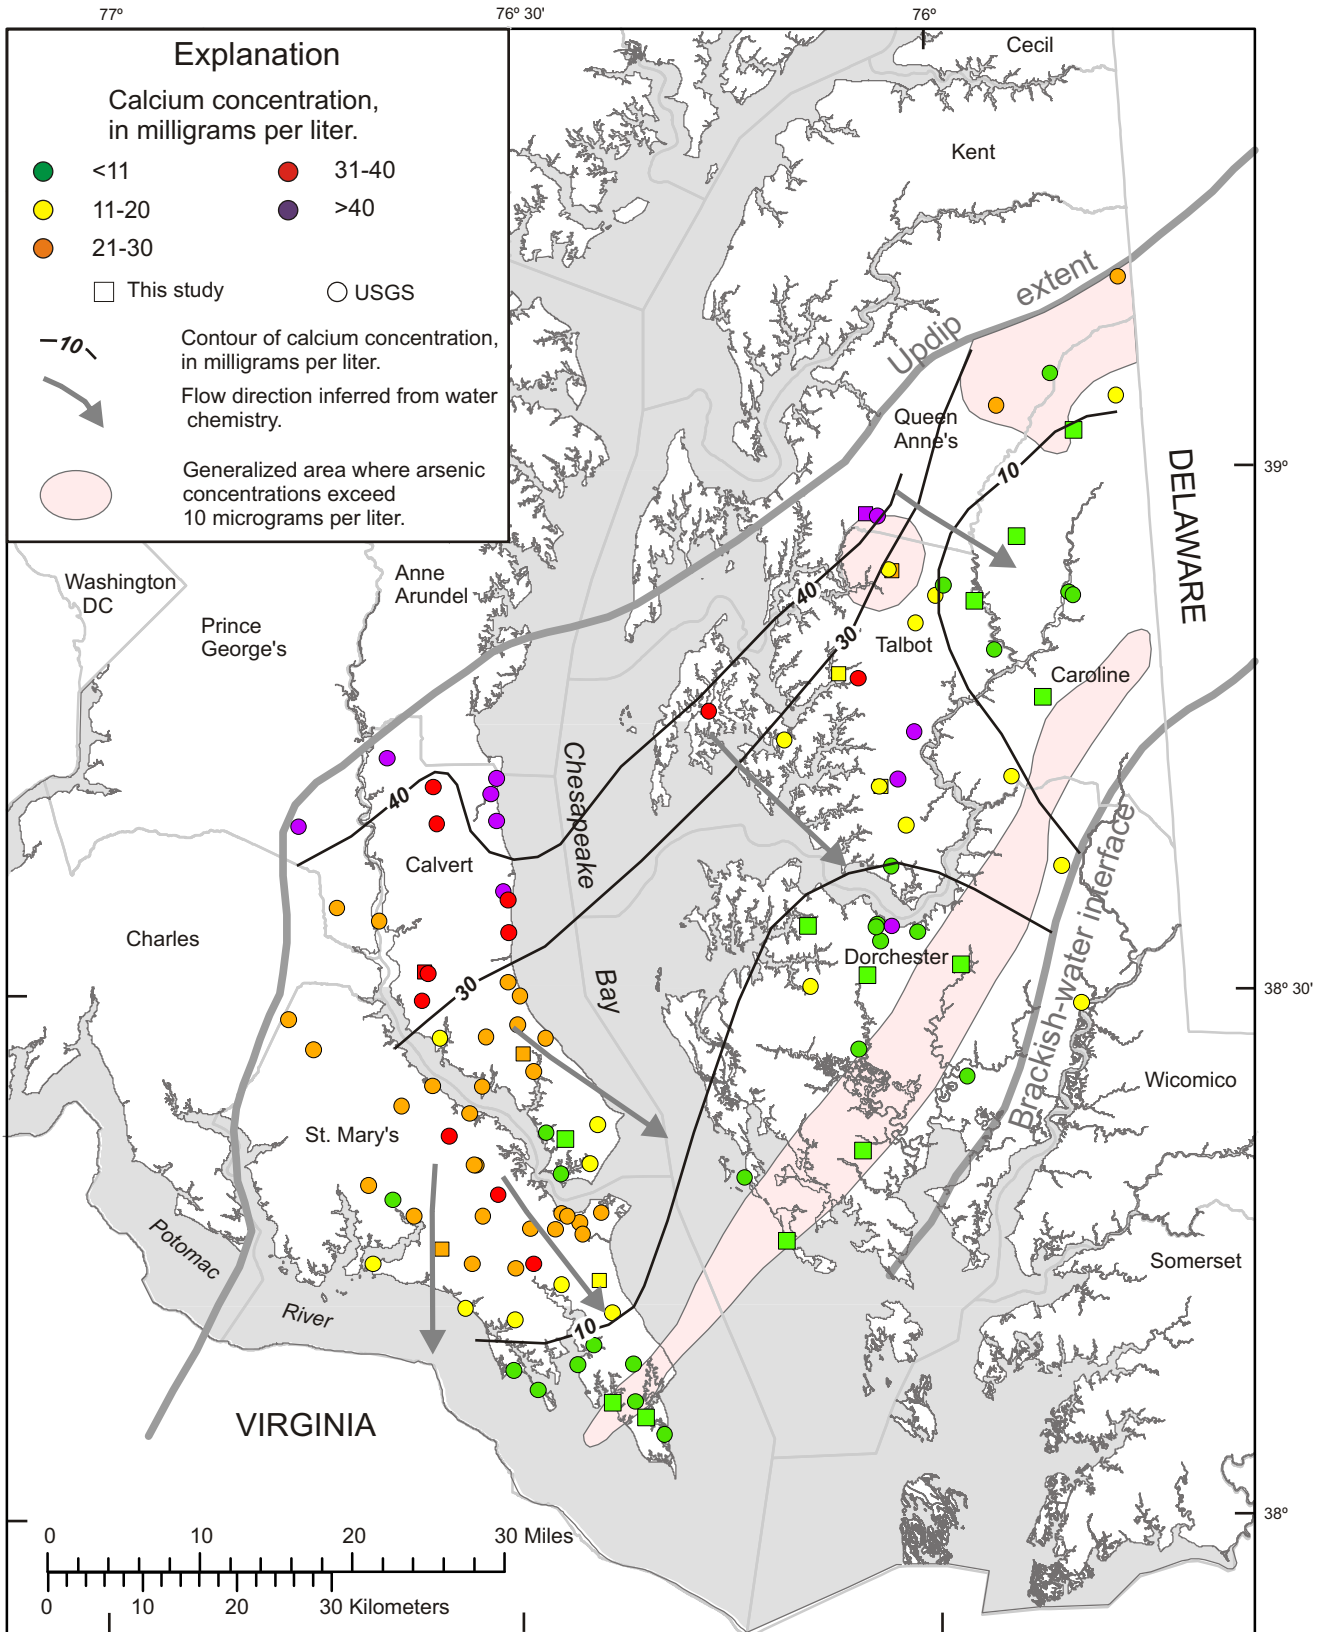 77º
76º 30'
76º
Explanation
Calcium concentration,
in milligrams per liter.
<11
31-40
11-20
>40
21-30
This study
USGS
10
Contour of calcium concentration,
in milligrams per liter.
Flow direction inferred from water
chemistry.
Generalized area where arsenic
concentrations exceed
10 micrograms per liter.
Cecil
Kent
Updip extent
Queen
Anne's
10
39º
DELAWARE
Washington
DC
Anne
Arundel
Prince
George's
40
30
Talbot
Caroline
40
Chesapeake
Bay
Calvert
Charles
30
Dorchester
38º 30'
Brackish-water interface
Wicomico
St. Mary's
Potomac
River
Somerset
10
VIRGINIA
38º
0
10
20
30 Miles
0
10
20
30 Kilometers